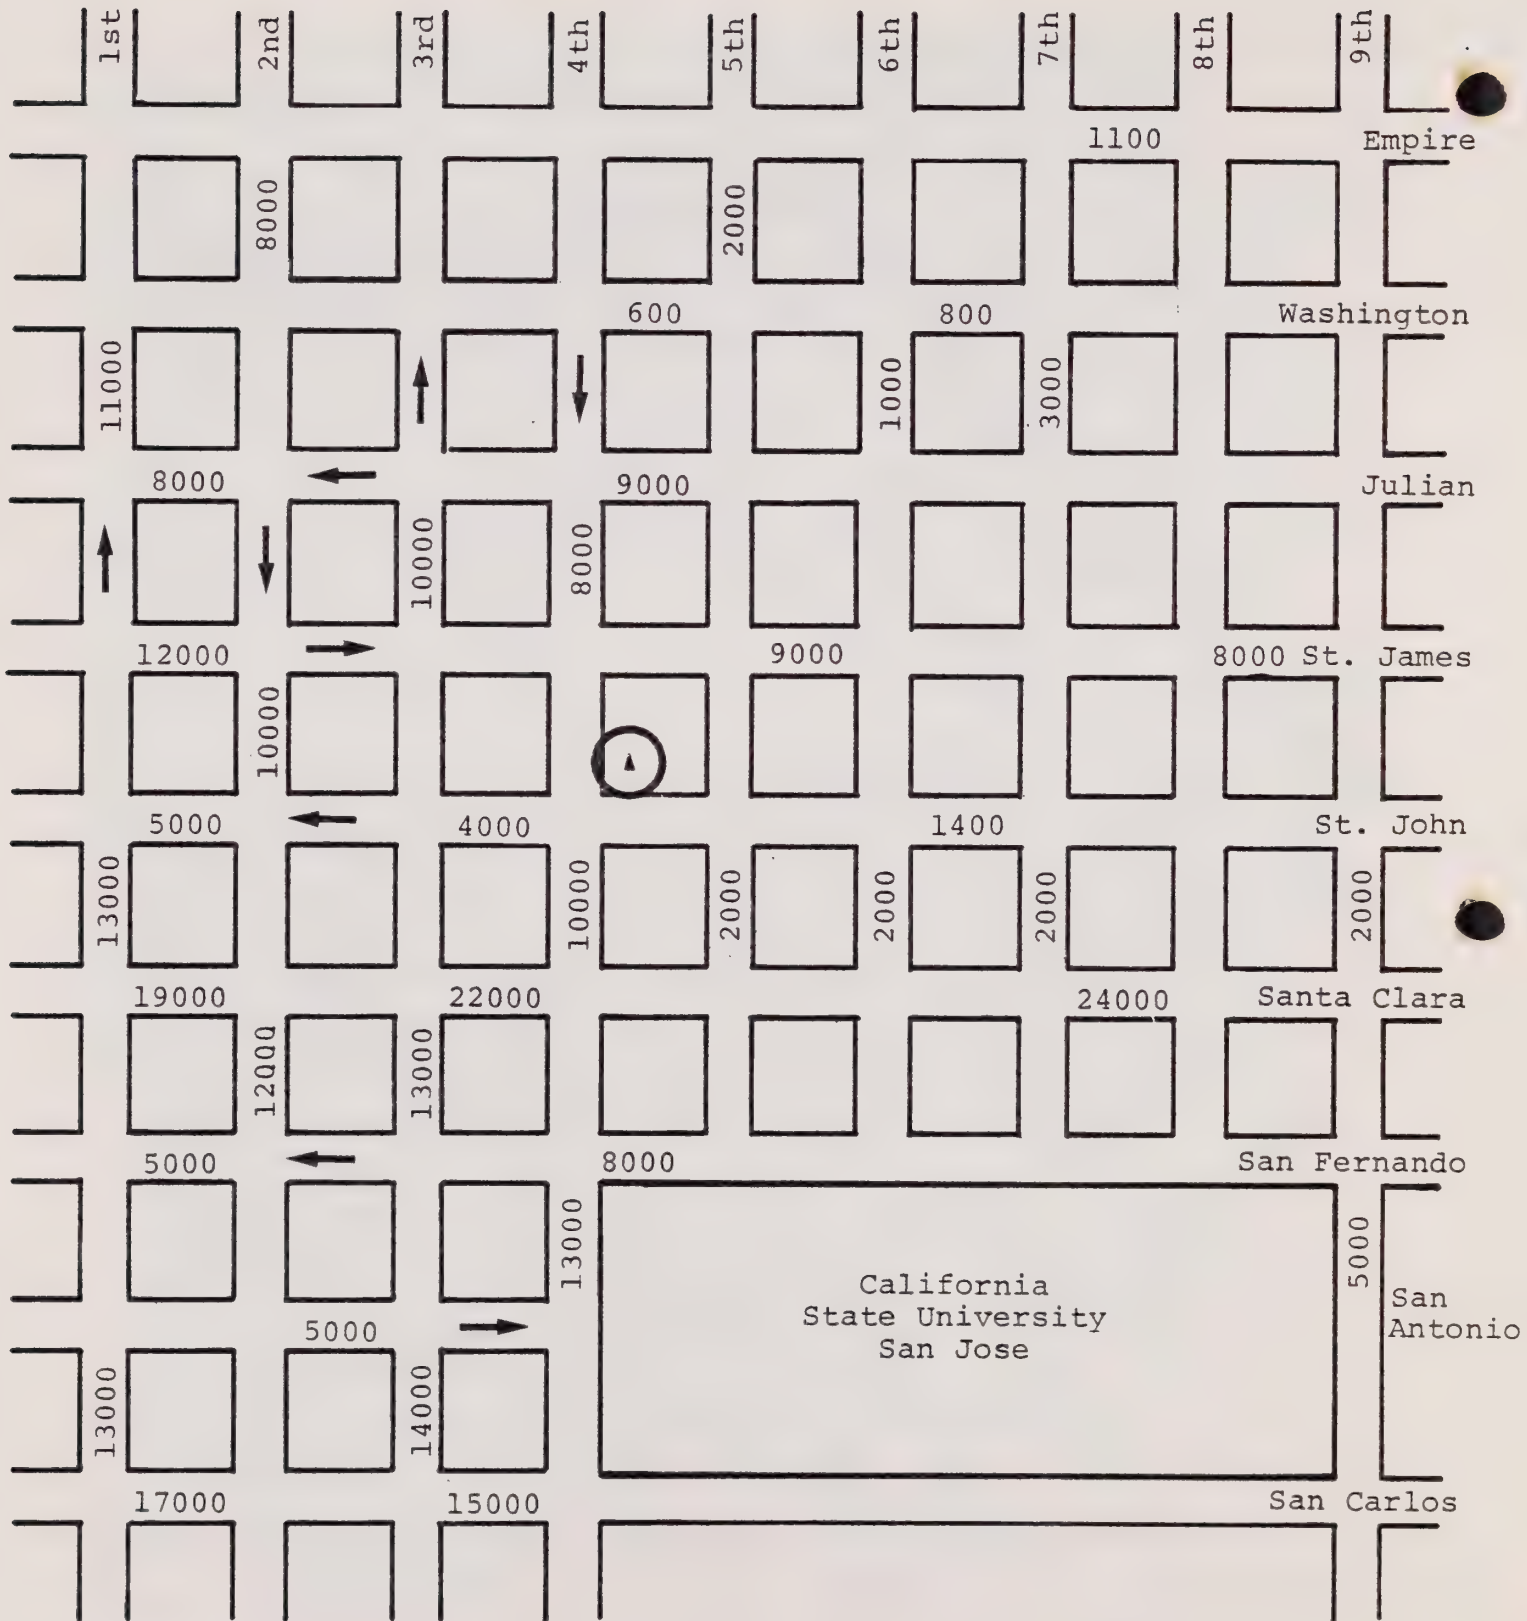 1st 2nd 3rd 4th 5th 6th 7th 8th 9th
1100 Empire
8000 2000
600 800 Washington
11000 1000 3000
8000 9000 Julian
10000 8000
12000 9000 8000 St. James
10000
5000 4000 1400 St. John
13000 10000 2000 2000 2000 2000
19000 22000 24000 Santa Clara
12000 13000
5000 8000 San Fernando
13000 5000
California
State University
San Jose
San
Antonio
5000
13000 14000
17000 15000 San Carlos